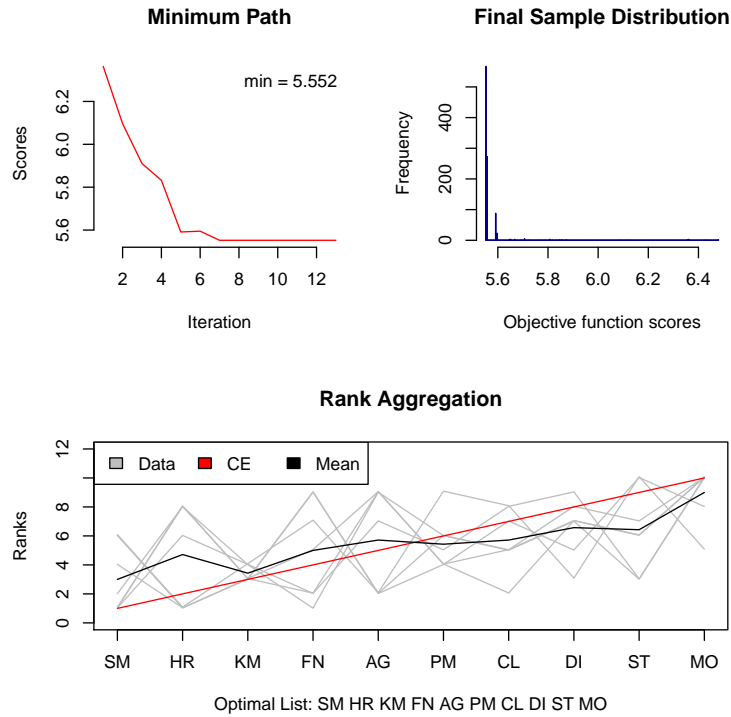 Minimum Path
min = 5.552
Scores
6.2
6.0
5.8
5.6
2 4 6 8 10 12
Iteration
Final Sample Distribution
Frequency
400
200
0
5.6 5.8 6.0 6.2 6.4
Objective function scores
Rank Aggregation
Data CE Mean
Ranks
12
8
6
4
2
0
SM HR KM FN AG PM CL DI ST MO
Optimal List: SM HR KM FN AG PM CL DI ST MO